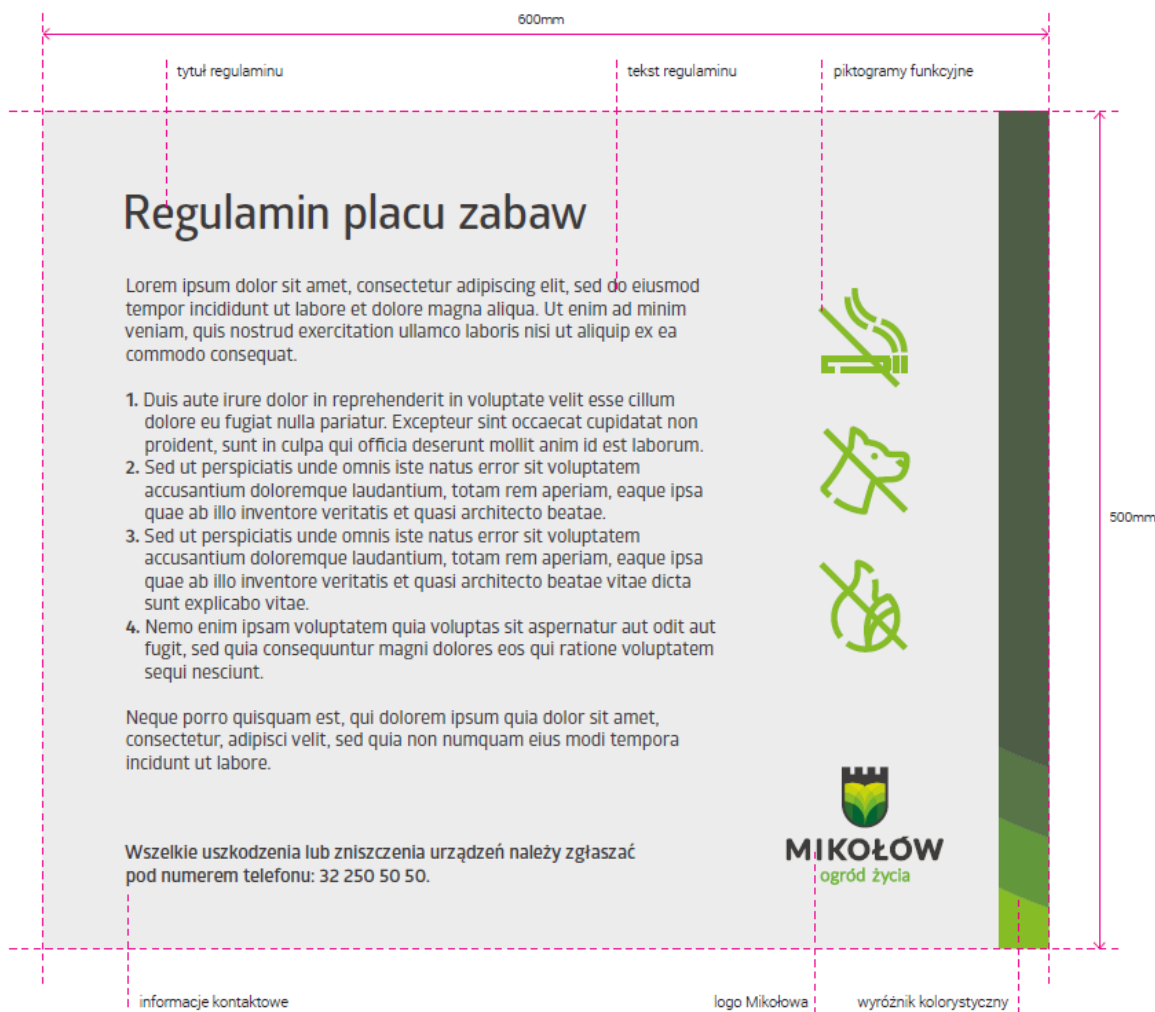 600mm
tytuł regulaminu
tekst regulaminu
piktogramy funkcyjne
Regulamin placu zabaw
Lorem ipsum dolor sit amet, consectetur adipiscing elit, sed do eiusmod
tempor incididunt ut labore et dolore magna aliqua. Ut enim ad minim
veniam, quis nostrud exercitation ullamco laboris nisi ut aliquip ex ea
commodo consequat.
1. Duis aute irure dolor in reprehenderit in voluptate velit esse cillum
dolore eu fugiat nulla pariatur. Excepteur sint occaecat cupidatat non
proident, sunt in culpa qui officia deserunt mollit anim id est laborum.
2. Sed ut perspiciatis unde omnis iste natus error sit voluptatem
accusantium doloremque laudantium, totam rem aperiam, eaque ipsa
quae ab illo inventore veritatis et quasi architecto beatae.
3. Sed ut perspiciatis unde omnis iste natus error sit voluptatem
accusantium doloremque laudantium, totam rem aperiam, eaque ipsa
quae ab illo inventore veritatis et quasi architecto beatae vitae dicta
sunt explicabo vitae.
4. Nemo enim ipsam voluptatem quia voluptas sit aspernatur aut odit aut
fugit, sed quia consequuntur magni dolores eos qui ratione voluptatem
sequi nesciunt.
Neque porro quisquam est, qui dolorem ipsum quia dolor sit amet,
consectetur, adipisci velit, sed quia non numquam eius modi tempora
incidunt ut labore.
Wszelkie uszkodzenia lub zniszczenia urządzeń należy zgłaszać
pod numerem telefonu: 32 250 50 50.
MIKOŁÓW
ogród życia
500mm
informacje kontaktowe
logo Mikołowa
wyróżnik kolorystyczny